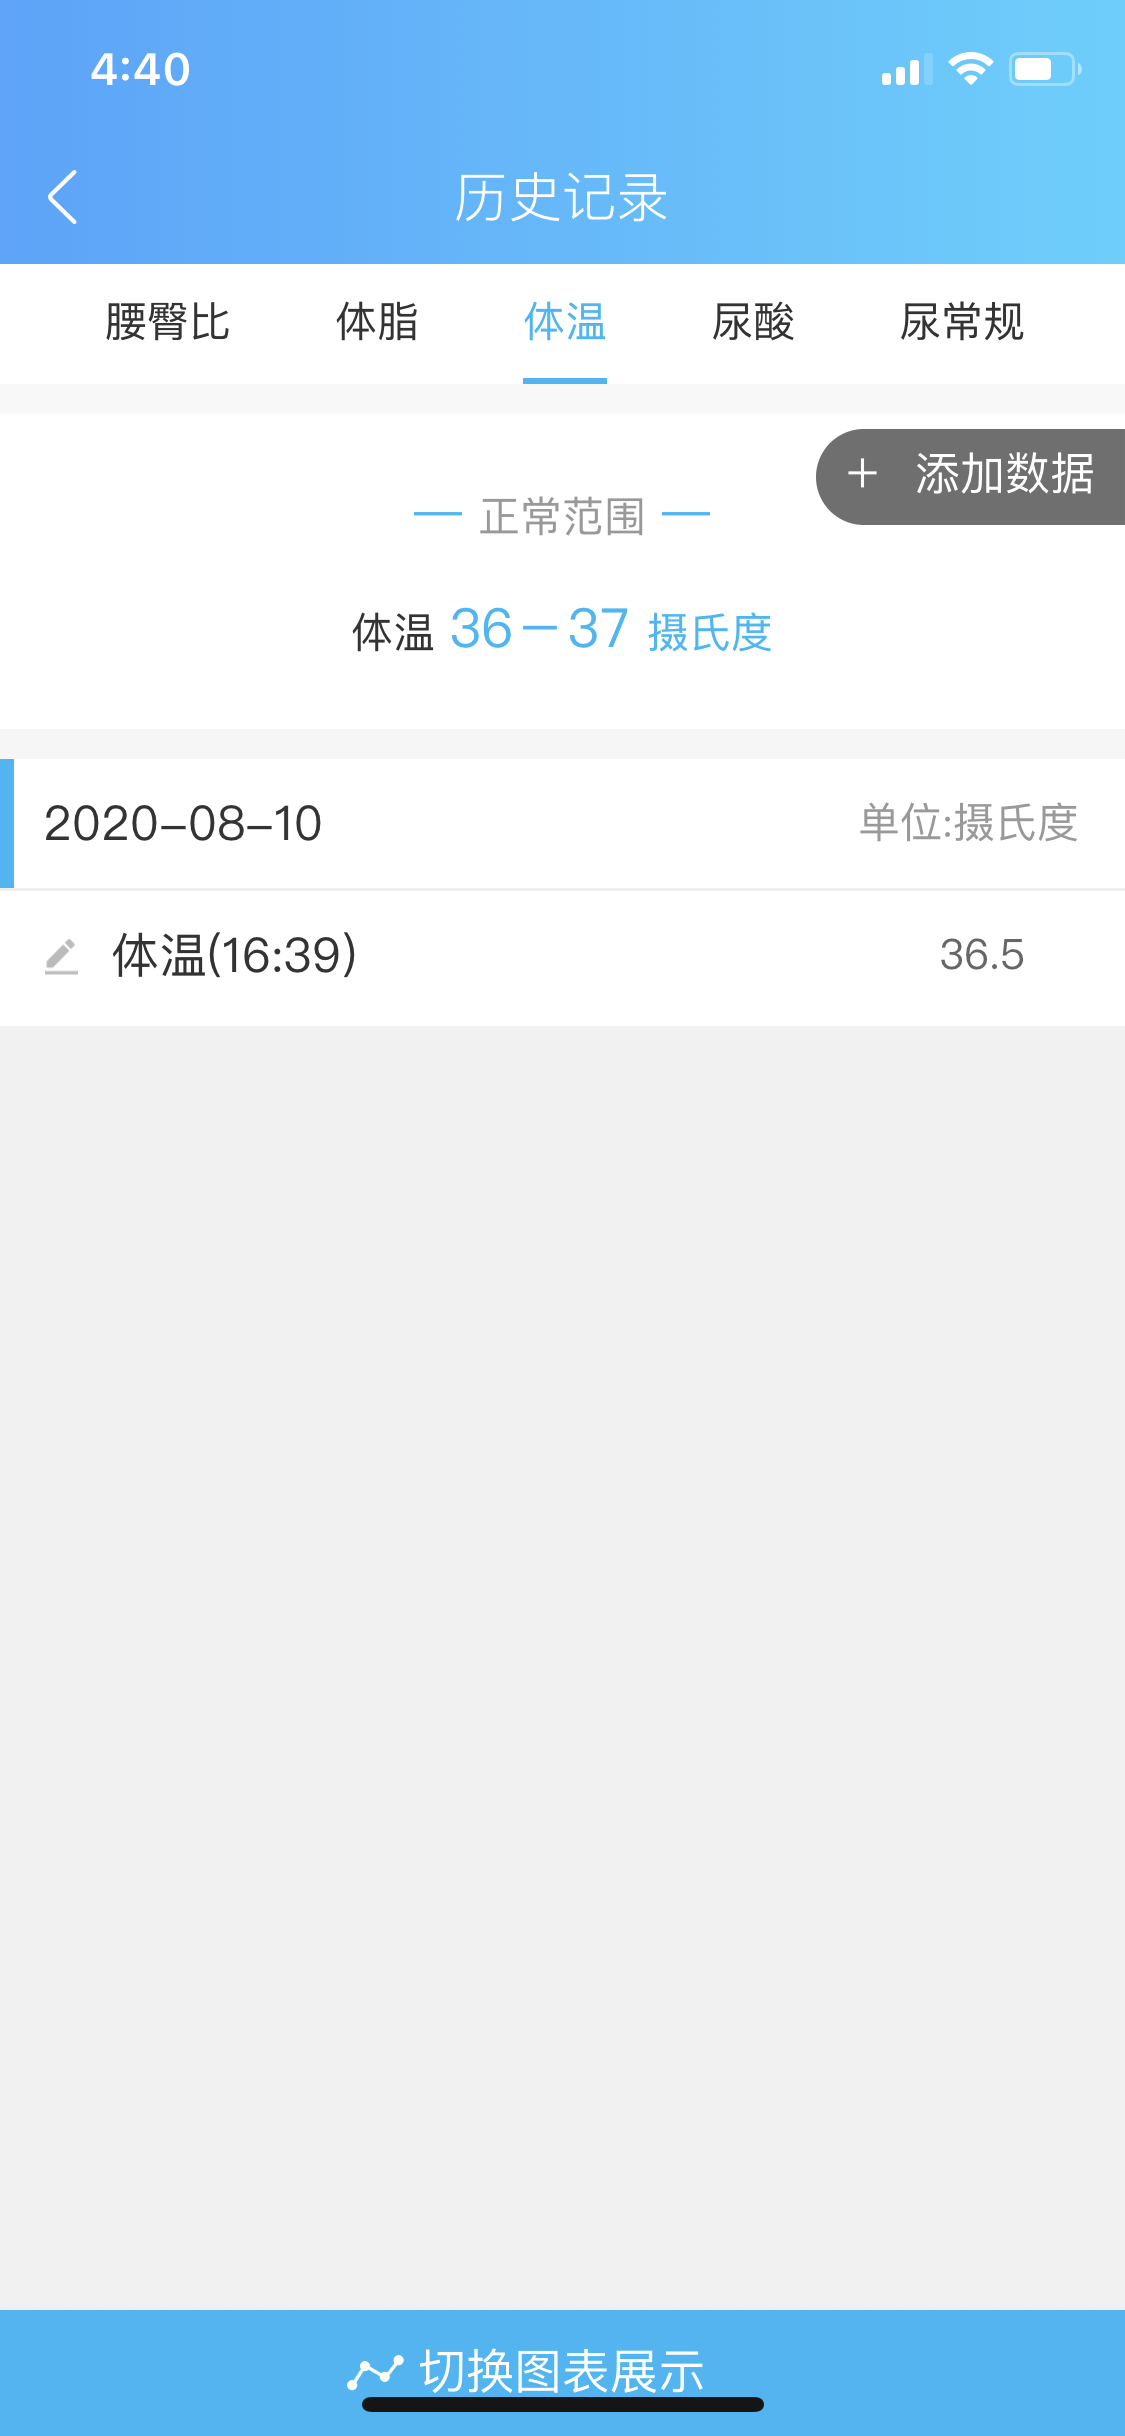 4:40
历史记录
腰臀比 体脂 体温 尿酸 尿常规
+ 添加数据
正常范围
体温 36－37 摄氏度
2020-08-10 单位:摄氏度
体温(16:39) 36.5
切换图表展示